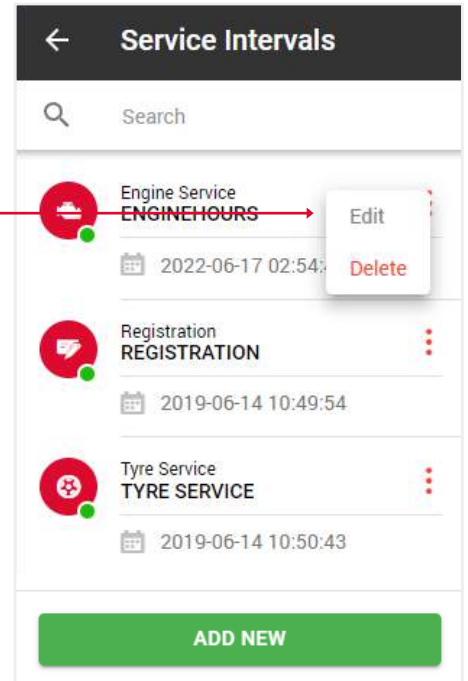 Service Intervals
Search
Engine Service
ENGINEHOURS
Edit
2022-06-17 02:54:
Delete
Registration
REGISTRATION
2019-06-14 10:49:54
Tyre Service
TYRE SERVICE
2019-06-14 10:50:43
ADD NEW